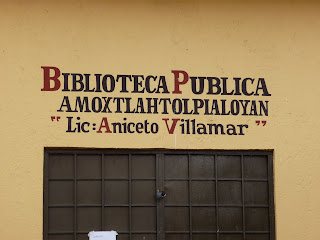 BIBLIOTECA PUBLICA
AMOXTLAHTOLPIALOYAN
" Lic: ANICETO VILLAMAR "